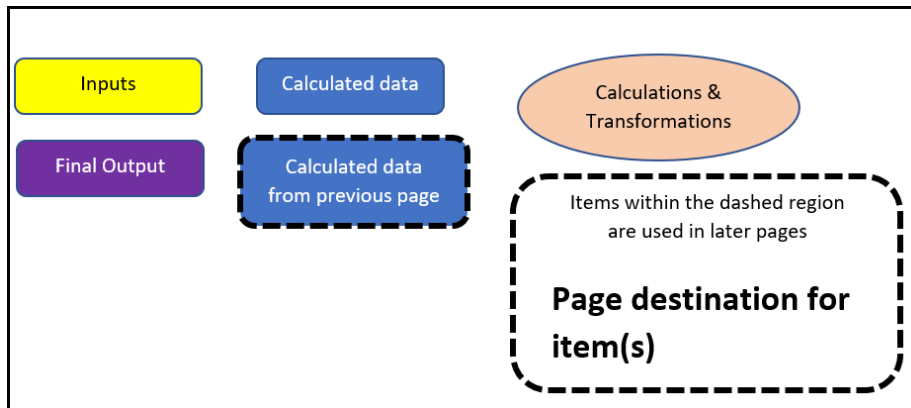 Inputs
Calculated data
Calculations &
Transformations
Final Output
Calculated data
from previous page
Items within the dashed region
are used in later pages
Page destination for
item(s)